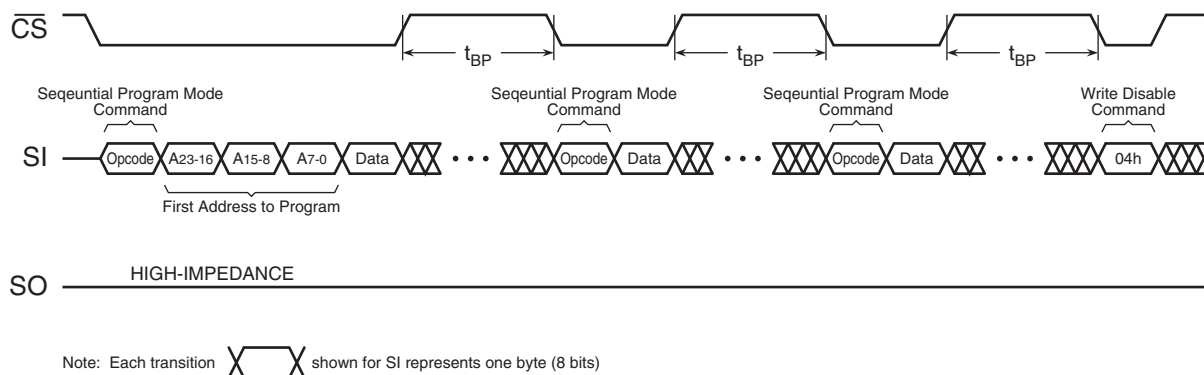 CS
tBP tBP tBP
Seqeuntial Program Mode Command
Seqeuntial Program Mode Command
Seqeuntial Program Mode Command
Write Disable Command
SI Opcode A23-16 A15-8 A7-0 Data • • • Opcode Data • • • Opcode Data • • • 04h
First Address to Program
HIGH-IMPEDANCE
SO
Note: Each transition shown for SI represents one byte (8 bits)